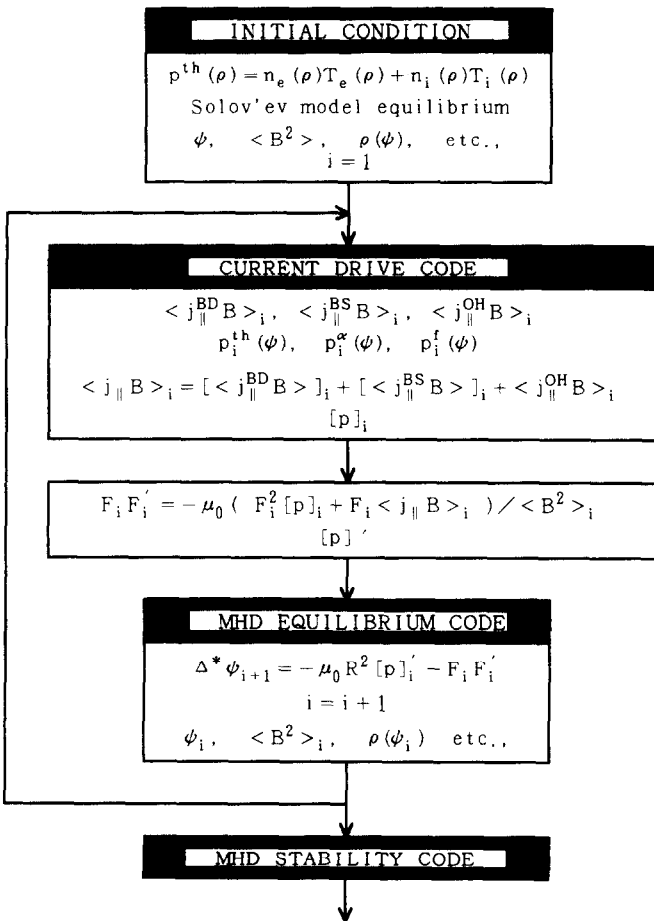 INITIAL CONDITION
p^th (ρ) = n_e (ρ) T_e (ρ) + n_i (ρ) T_i (ρ)
Solov'ev model equilibrium
ψ, <B²>, ρ(ψ), etc.,
i = 1
CURRENT DRIVE CODE
< j_∥^BD B >_i, < j_∥^BS B >_i, < j_∥^OH B >_i
p_i^th (ψ), p_i^α (ψ), p_i^f (ψ)
< j_∥ B >_i = [ < j_∥^BD B > ]_i + [ < j_∥^BS B > ]_i + < j_∥^OH B >_i
[p]_i
F_i F_i′ = − μ_0 ( F_i² [p]_i + F_i < j_∥ B >_i ) / < B² >_i
[p] ′
MHD EQUILIBRIUM CODE
Δ* ψ_{i+1} = − μ_0 R² [p]_i′ − F_i F_i′
i = i + 1
ψ_i, < B² >_i, ρ(ψ_i) etc.,
MHD STABILITY CODE